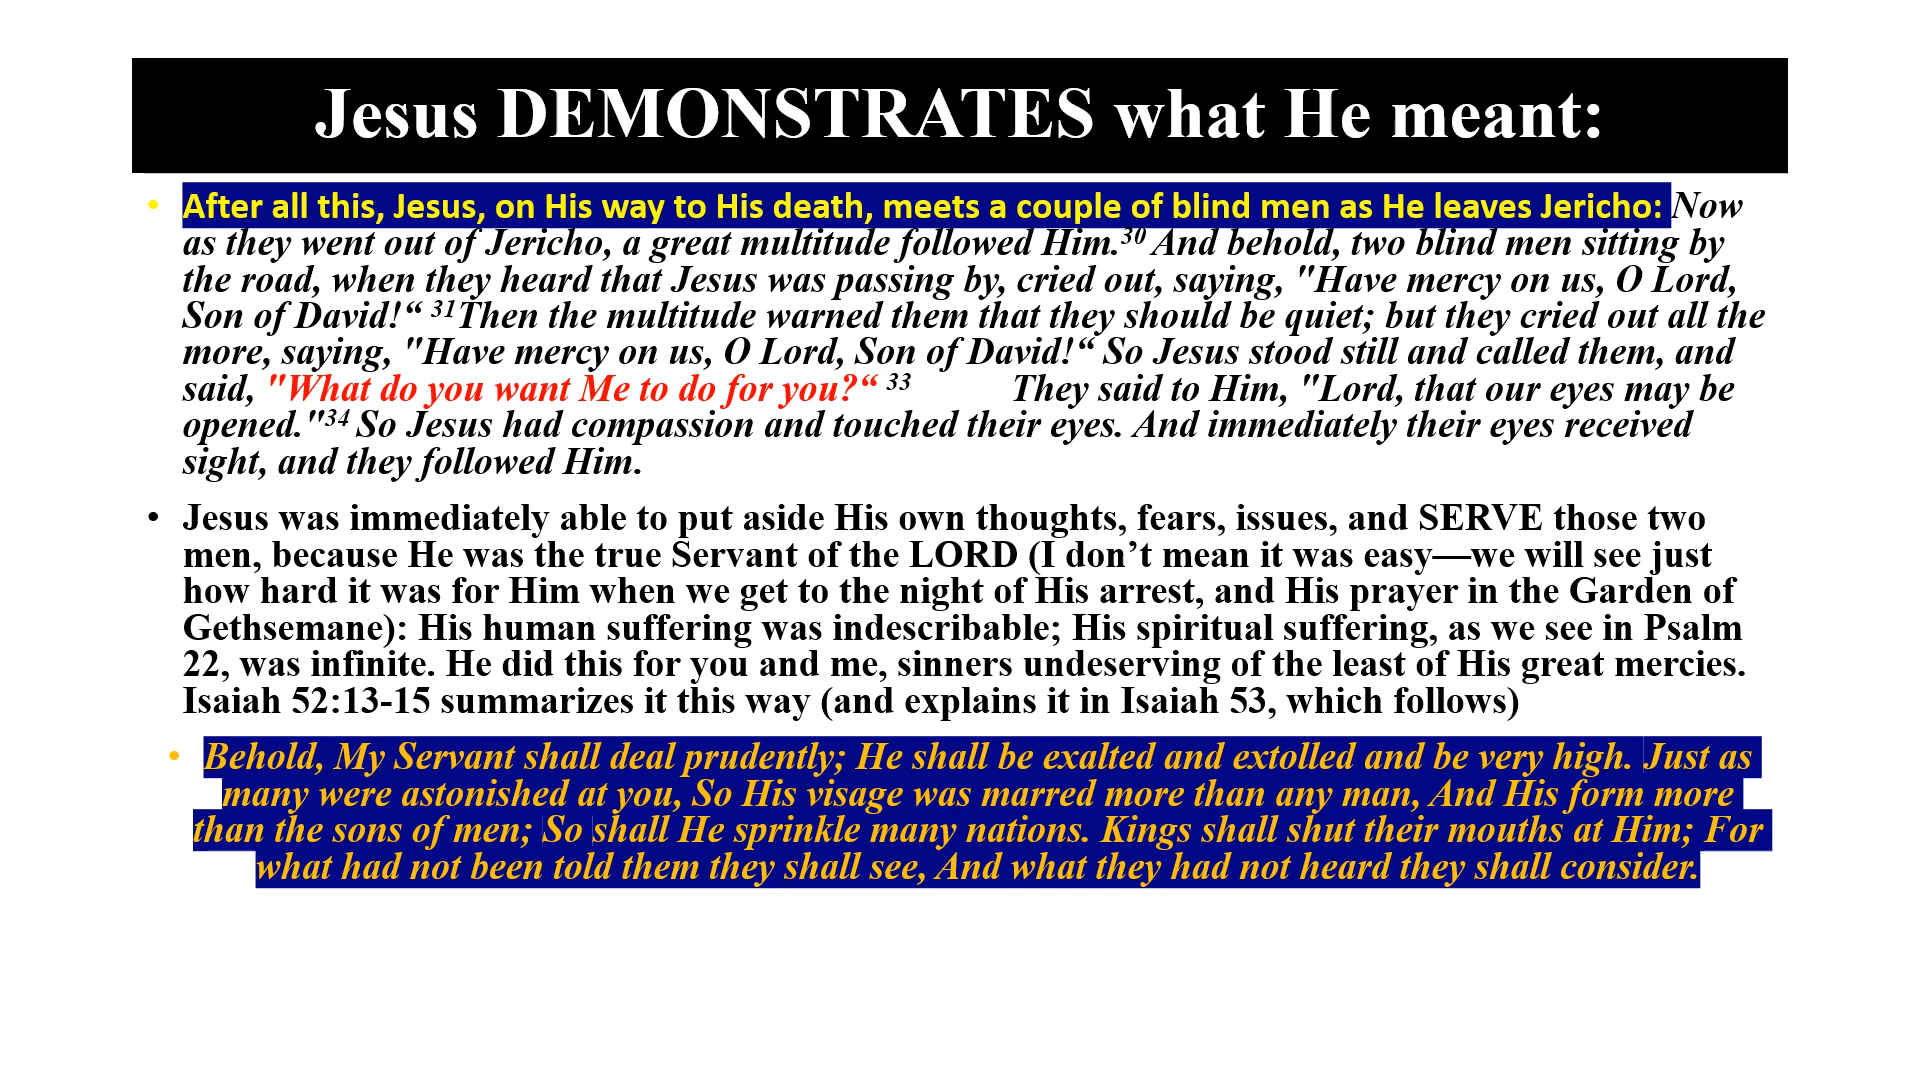 Jesus DEMONSTRATES what He meant:
• After all this, Jesus, on His way to His death, meets a couple of blind men as He leaves Jericho: Now
as they went out of Jericho, a great multitude followed Him.30 And behold, two blind men sitting by
the road, when they heard that Jesus was passing by, cried out, saying, "Have mercy on us, O Lord,
Son of David!“ 31Then the multitude warned them that they should be quiet; but they cried out all the
more, saying, "Have mercy on us, O Lord, Son of David!“ So Jesus stood still and called them, and
said, "What do you want Me to do for you?“ 33 They said to Him, "Lord, that our eyes may be
opened."34 So Jesus had compassion and touched their eyes. And immediately their eyes received
sight, and they followed Him.
• Jesus was immediately able to put aside His own thoughts, fears, issues, and SERVE those two
men, because He was the true Servant of the LORD (I don’t mean it was easy—we will see just
how hard it was for Him when we get to the night of His arrest, and His prayer in the Garden of
Gethsemane): His human suffering was indescribable; His spiritual suffering, as we see in Psalm
22, was infinite. He did this for you and me, sinners undeserving of the least of His great mercies.
Isaiah 52:13-15 summarizes it this way (and explains it in Isaiah 53, which follows)
• Behold, My Servant shall deal prudently; He shall be exalted and extolled and be very high. Just as
many were astonished at you, So His visage was marred more than any man, And His form more
than the sons of men; So shall He sprinkle many nations. Kings shall shut their mouths at Him; For
what had not been told them they shall see, And what they had not heard they shall consider.